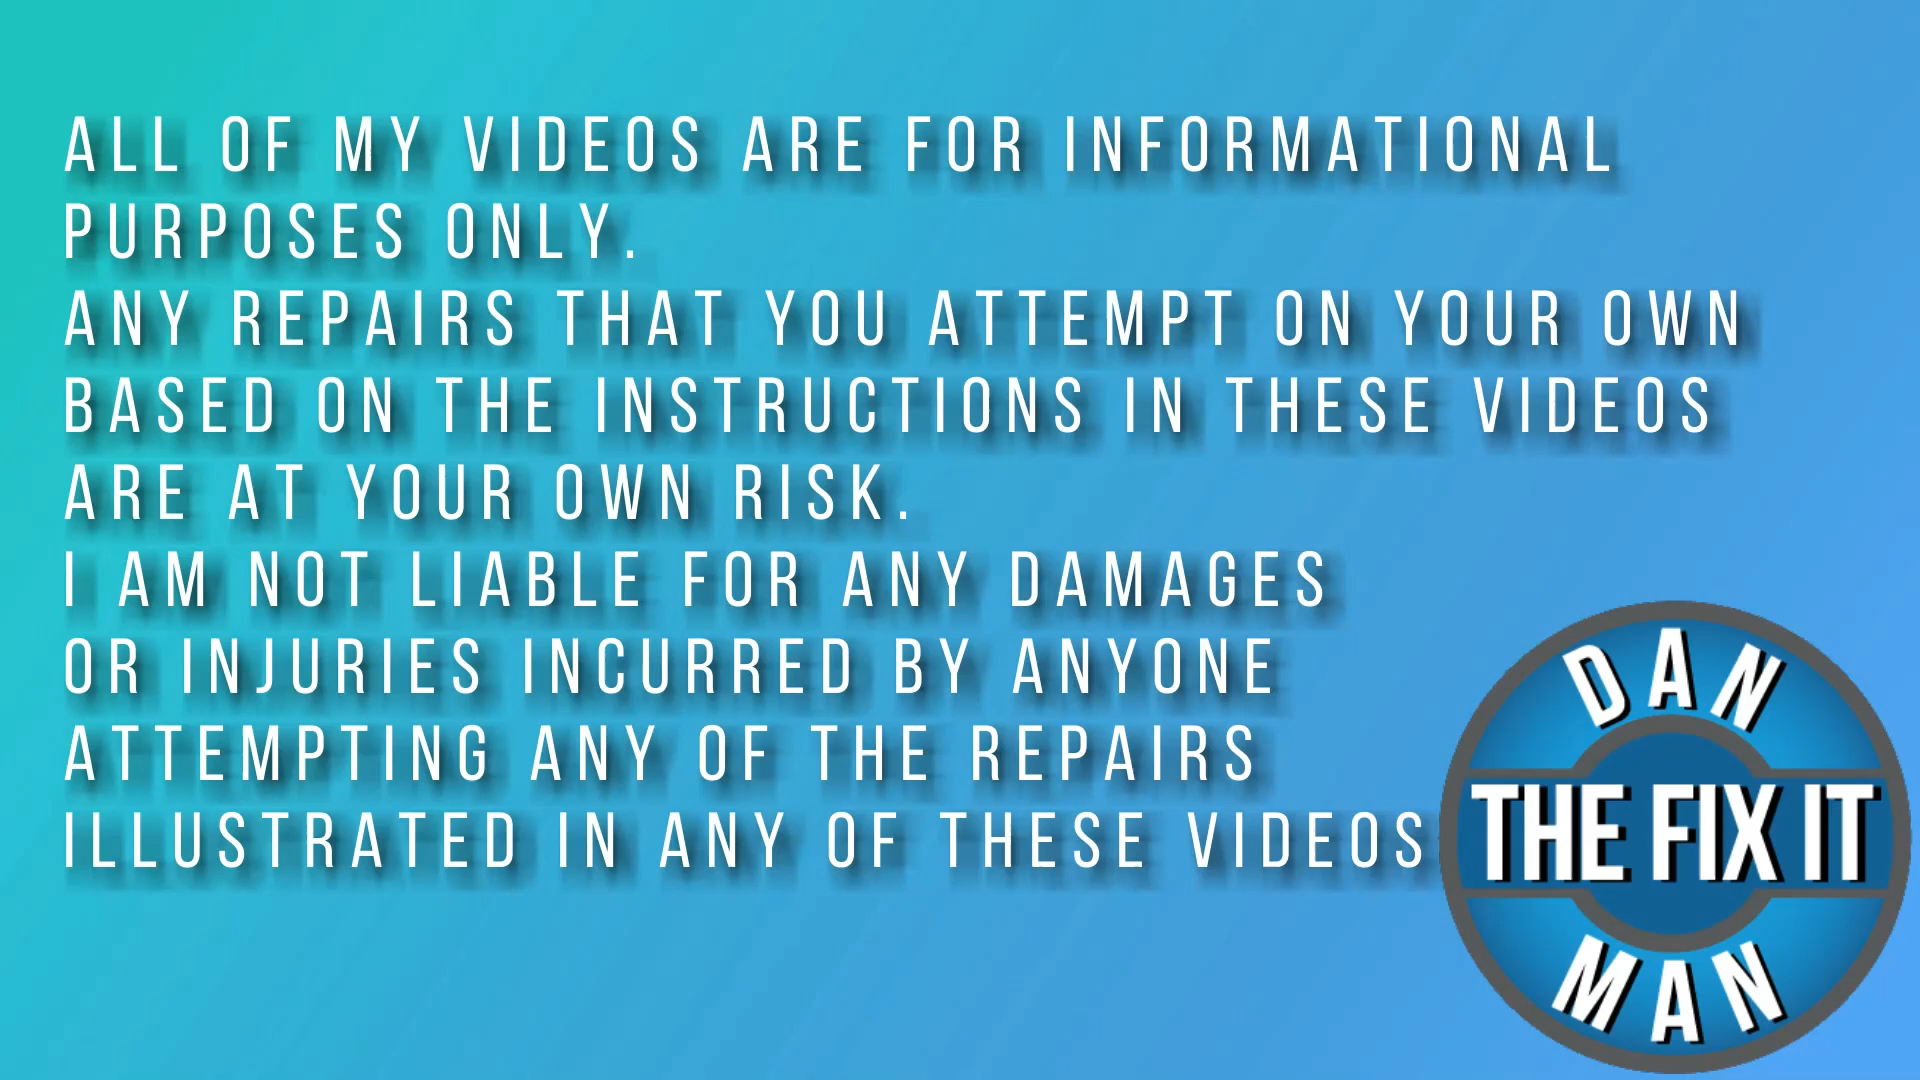 ALL OF MY VIDEOS ARE FOR INFORMATIONAL
PURPOSES ONLY.
ANY REPAIRS THAT YOU ATTEMPT ON YOUR OWN
BASED ON THE INSTRUCTIONS IN THESE VIDEOS
ARE AT YOUR OWN RISK.
I AM NOT LIABLE FOR ANY DAMAGES
OR INJURIES INCURRED BY ANYONE
ATTEMPTING ANY OF THE REPAIRS
ILLUSTRATED IN ANY OF THESE VIDEOS
DAN
THE FIX IT
MAN